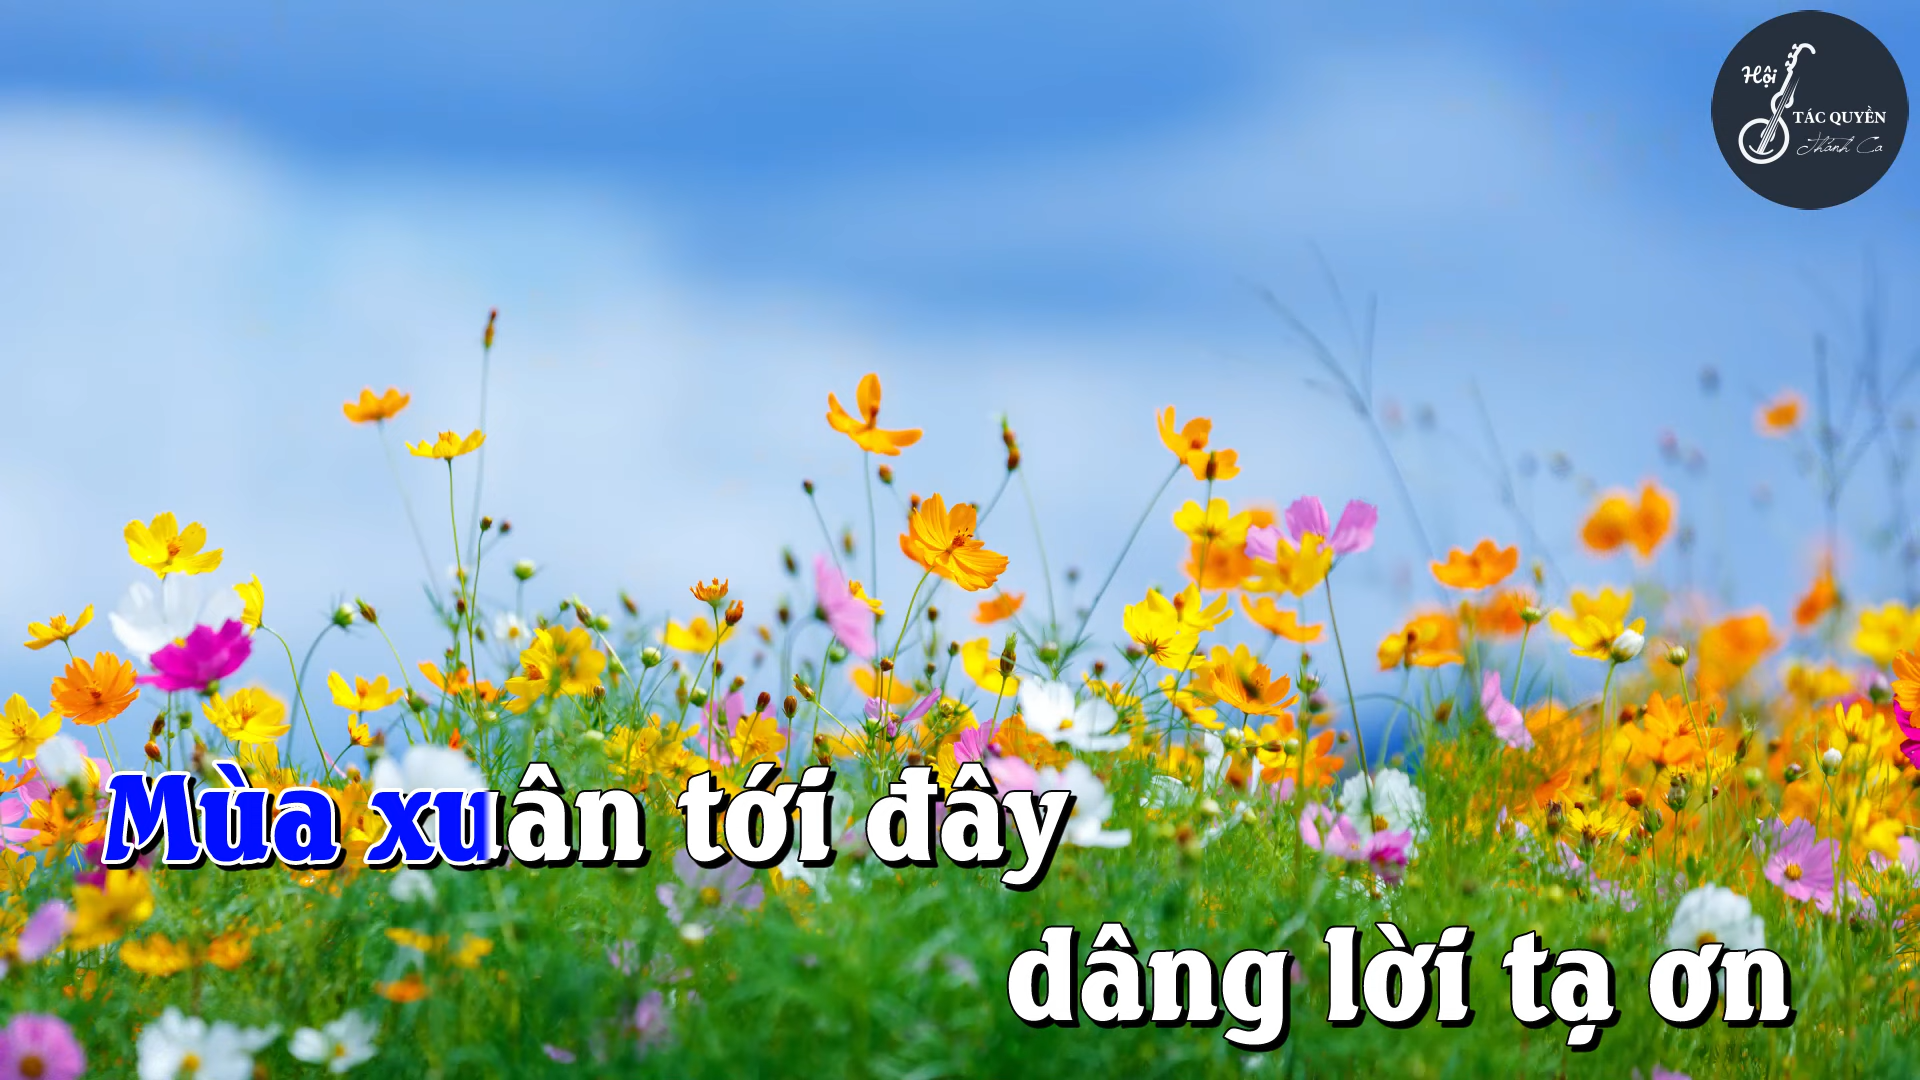 Hội
TÁC QUYỀN
Thánh Ca
Mùa xuân tới đây
dâng lời tạ ơn